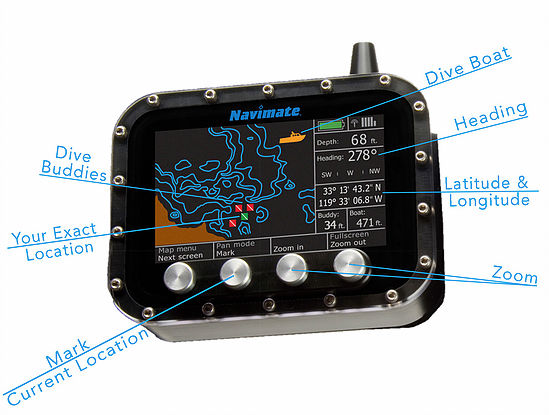 Dive Boat
Navimate
Heading
Depth: 68 ft.
Heading: 278°
SW W NW
Dive
Buddies
33° 13' 43.2" N
119° 33' 06.8" W
Latitude &
Longitude
Buddy: Boat:
34 ft. 471 ft.
Your Exact
Location
Map menu Pan mode Fullscreen
Next screen Mark Zoom in Zoom out
Zoom
Mark
Current Location